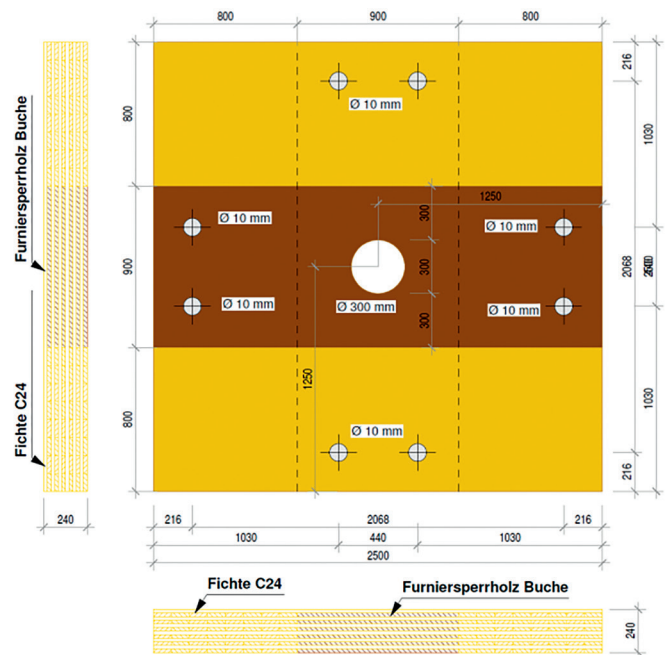 800 900 800
216
Ø 10 mm
800
1030
Furniersperrholz Buche
1250
Ø 10 mm
300
Ø 10 mm
900
300
2068
Ø 10 mm
Ø 300 mm
Ø 10 mm
300
1250
Fichte C24
800
1030
Ø 10 mm
216
240
216 2068 216
1030 440 1030
2500
Fichte C24
Furniersperrholz Buche
240